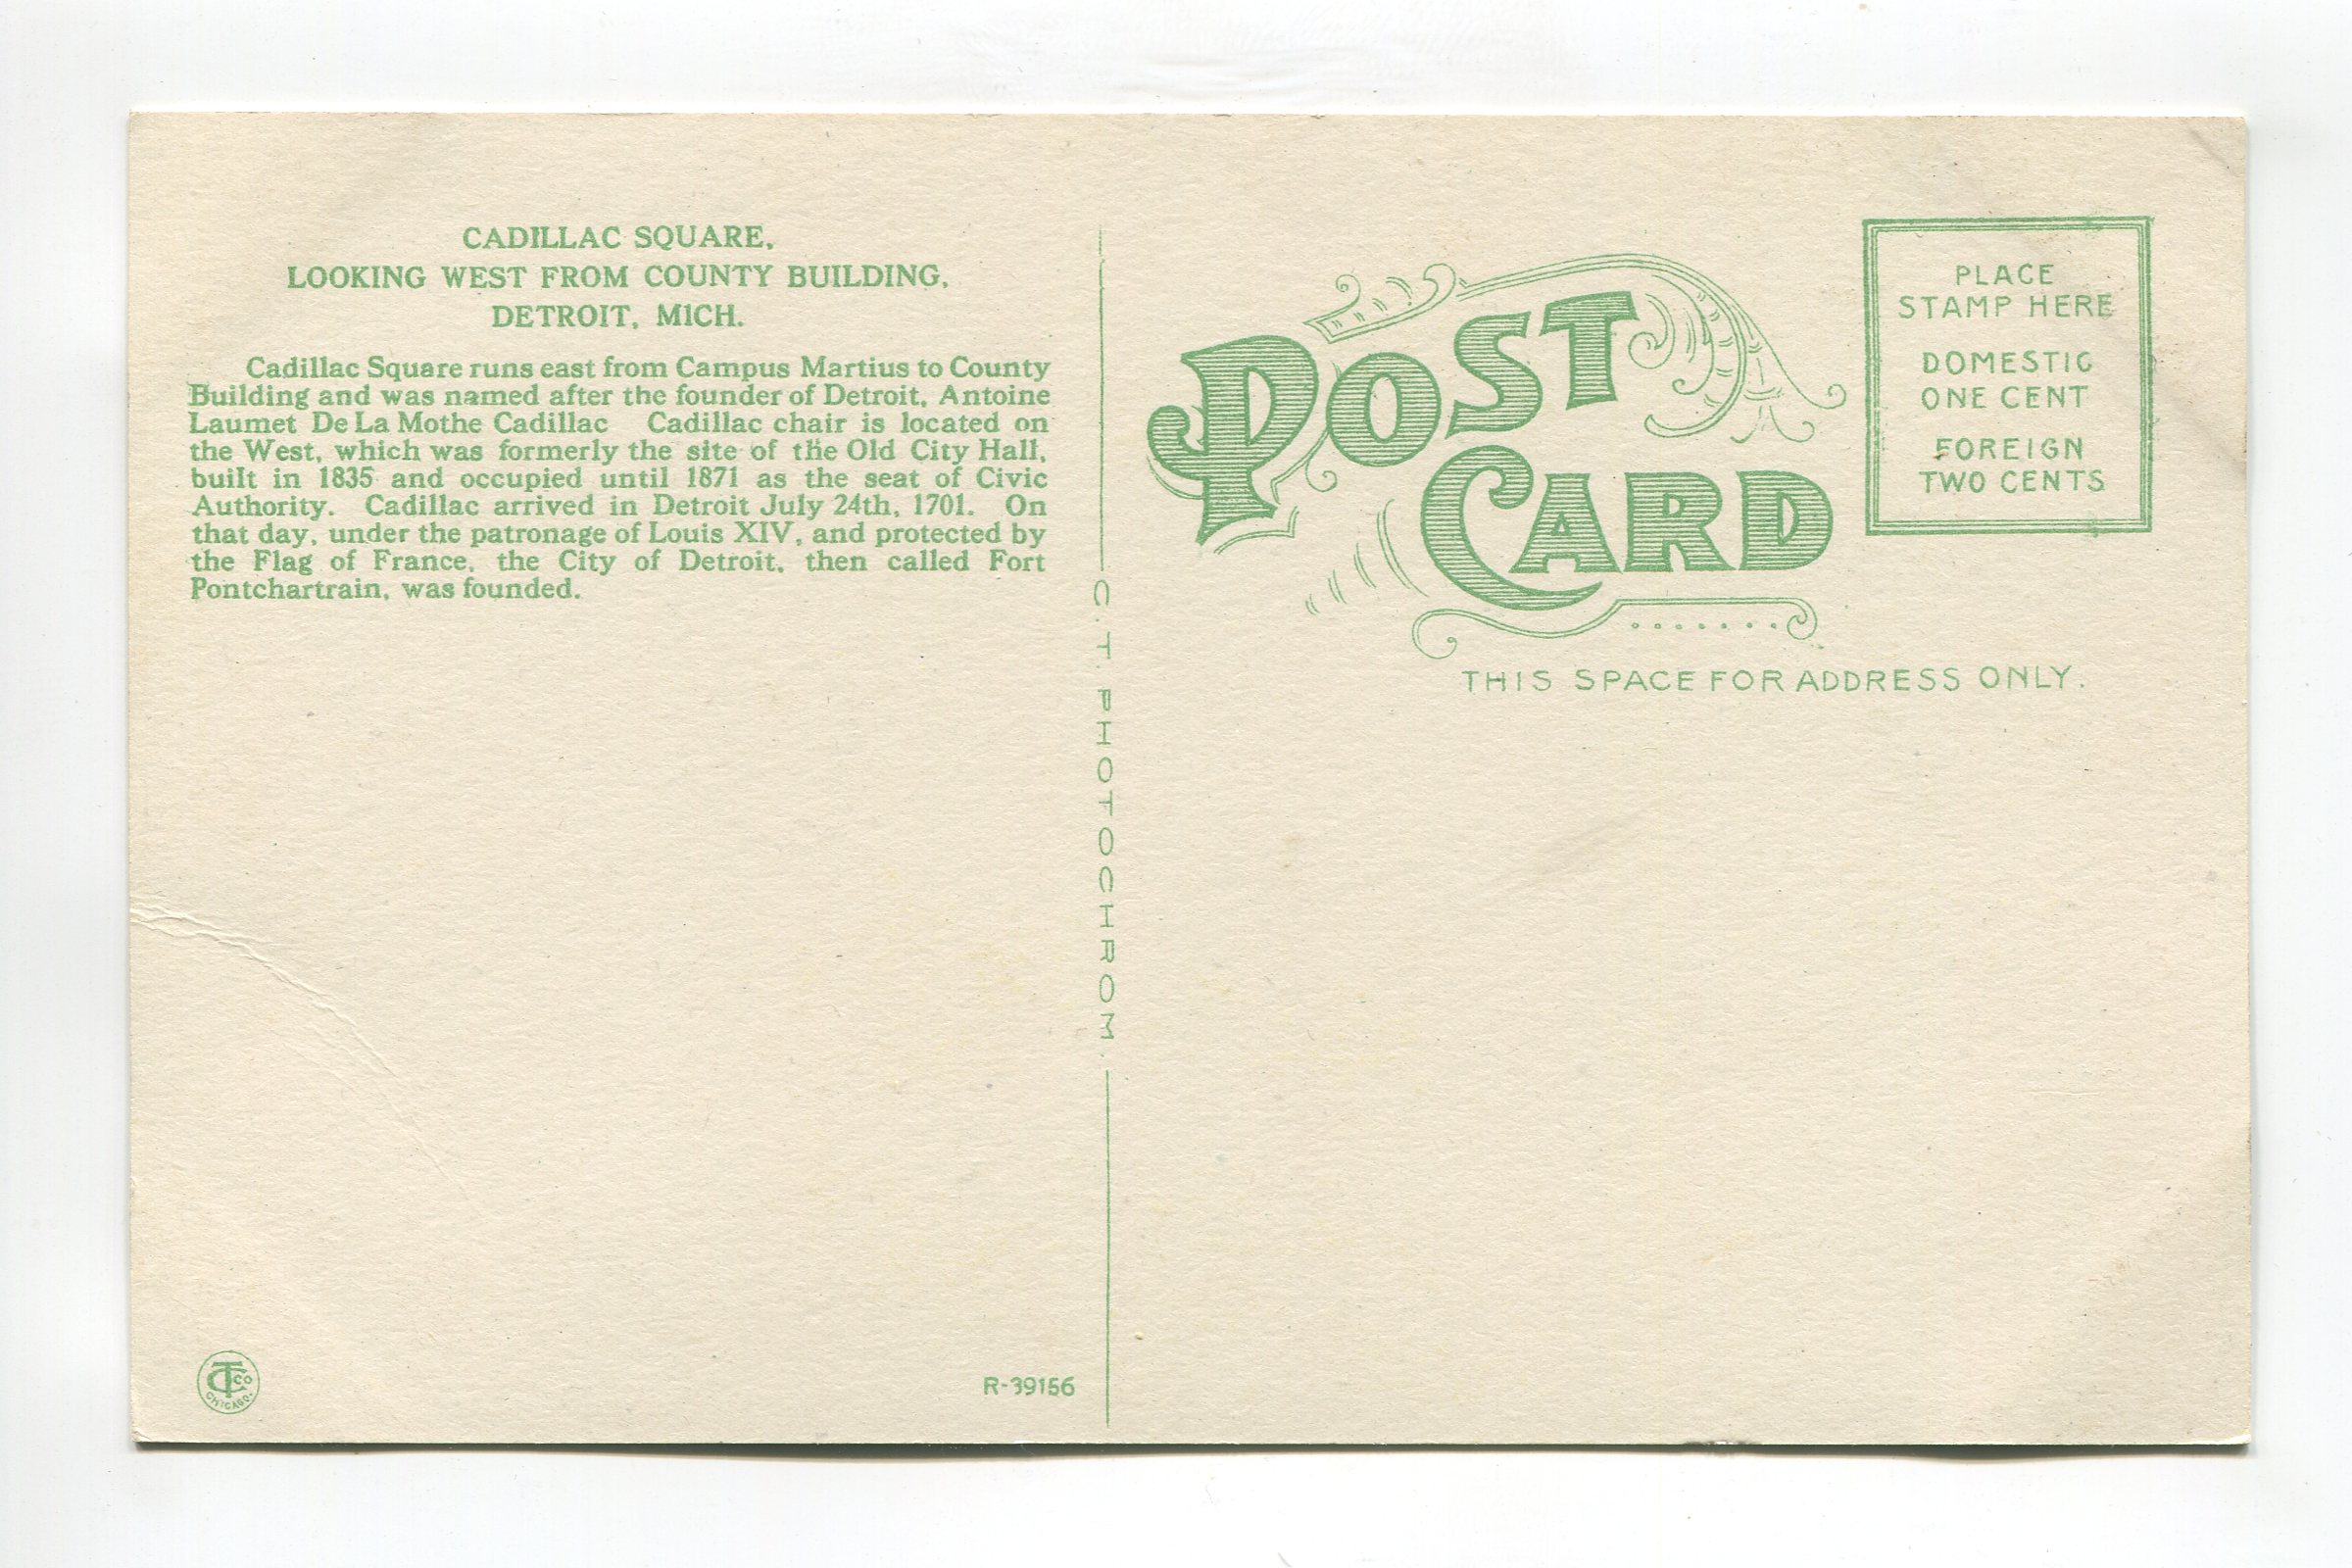 CADILLAC SQUARE,
LOOKING WEST FROM COUNTY BUILDING,
DETROIT, MICH.
Cadillac Square runs east from Campus Martius to County
Building and was named after the founder of Detroit, Antoine
Laumet De La Mothe Cadillac   Cadillac chair is located on
the West, which was formerly the site of the Old City Hall,
built in 1835 and occupied until 1871 as the seat of Civic
Authority. Cadillac arrived in Detroit July 24th, 1701. On
that day, under the patronage of Louis XIV, and protected by
the Flag of France, the City of Detroit, then called Fort
Pontchartrain, was founded.
CTCo
CHICAGO.
R-39156
C. T. PHOTOCHROM.
POST
CARD
PLACE
STAMP HERE
DOMESTIC
ONE CENT
FOREIGN
TWO CENTS
THIS SPACE FOR ADDRESS ONLY.